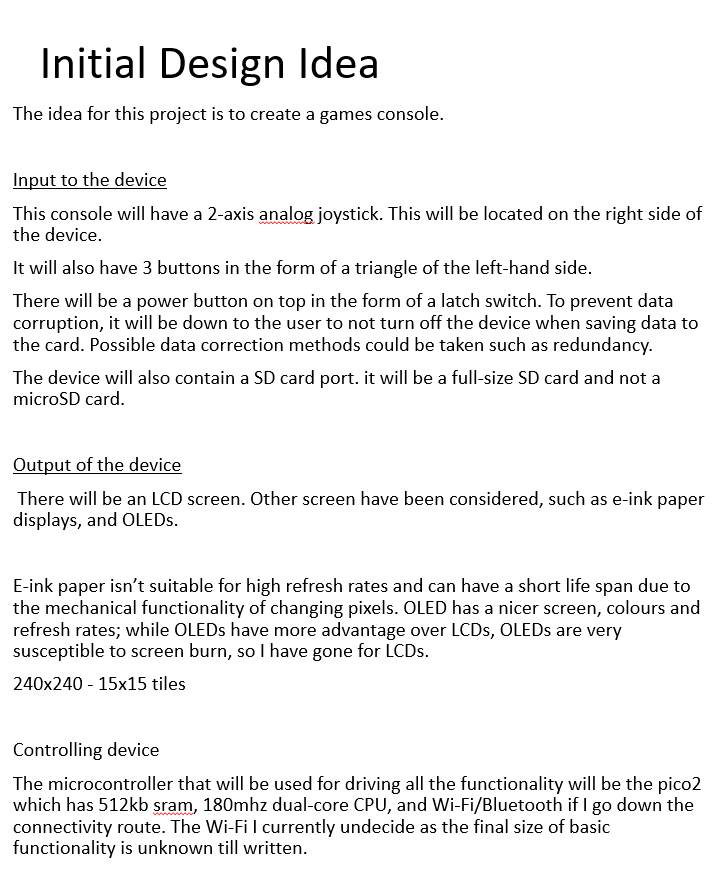 Initial Design Idea
The idea for this project is to create a games console.
Input to the device
This console will have a 2-axis analog joystick. This will be located on the right side of
the device.
It will also have 3 buttons in the form of a triangle of the left-hand side.
There will be a power button on top in the form of a latch switch. To prevent data
corruption, it will be down to the user to not turn off the device when saving data to
the card. Possible data correction methods could be taken such as redundancy.
The device will also contain a SD card port. it will be a full-size SD card and not a
microSD card.
Output of the device
There will be an LCD screen. Other screen have been considered, such as e-ink paper
displays, and OLEDs.
E-ink paper isn’t suitable for high refresh rates and can have a short life span due to
the mechanical functionality of changing pixels. OLED has a nicer screen, colours and
refresh rates; while OLEDs have more advantage over LCDs, OLEDs are very
susceptible to screen burn, so I have gone for LCDs.
240x240 - 15x15 tiles
Controlling device
The microcontroller that will be used for driving all the functionality will be the pico2
which has 512kb sram, 180mhz dual-core CPU, and Wi-Fi/Bluetooth if I go down the
connectivity route. The Wi-Fi I currently undecide as the final size of basic
functionality is unknown till written.